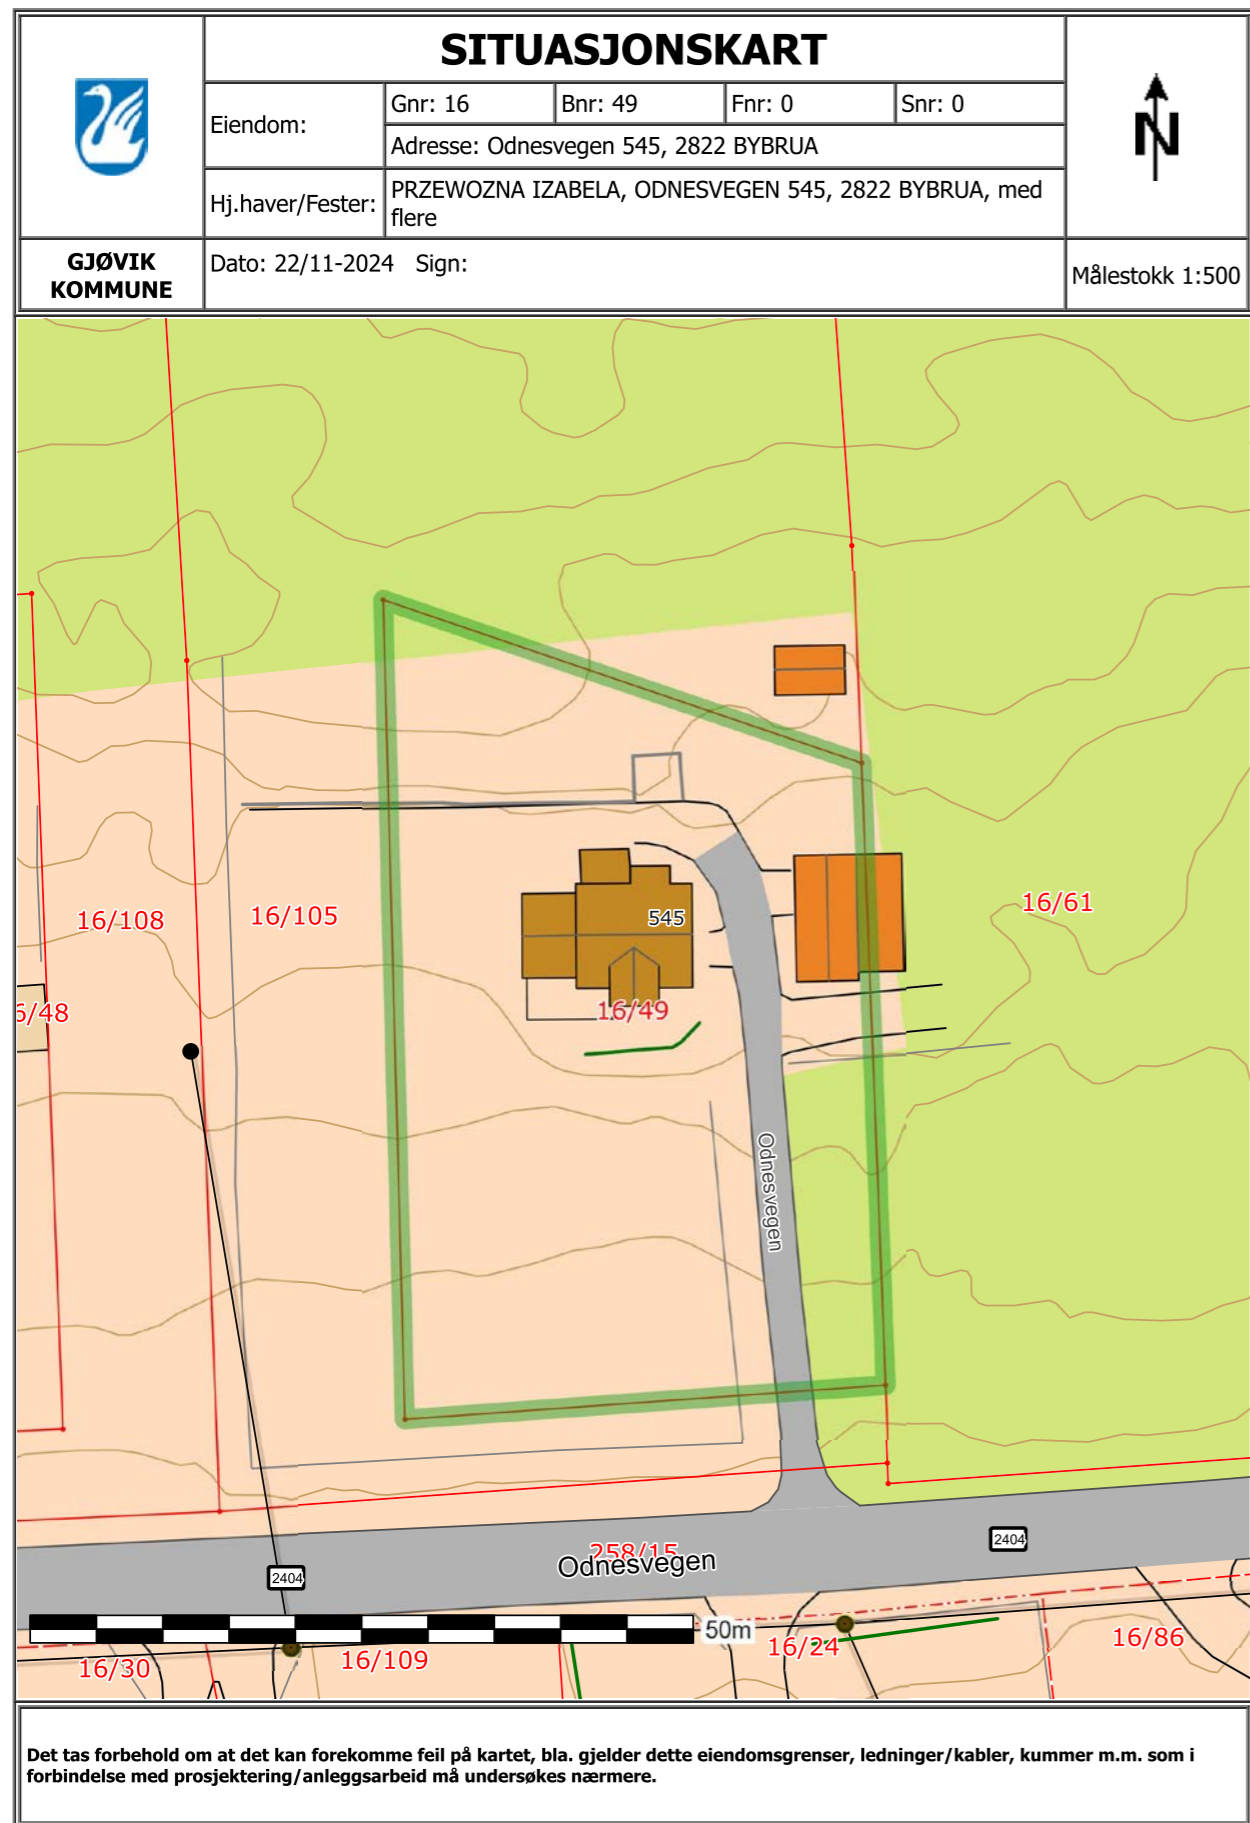 SITUASJONSKART
Eiendom:
Gnr: 16
Bnr: 49
Fnr: 0
Snr: 0
Adresse: Odnesvegen 545, 2822 BYBRUA
Hj.haver/Fester:
PRZEWOZNA IZABELA, ODNESVEGEN 545, 2822 BYBRUA, med
flere
N
GJØVIK
KOMMUNE
Dato: 22/11-2024 Sign:
Målestokk 1:500
16/108
16/105
545
16/61
6/48
16/49
Odnesvegen
258/15
Odnesvegen
2404
2404
50m
16/30
16/109
16/24
16/86
Det tas forbehold om at det kan forekomme feil på kartet, bla. gjelder dette eiendomsgrenser, ledninger/kabler, kummer m.m. som i
forbindelse med prosjektering/anleggsarbeid må undersøkes nærmere.